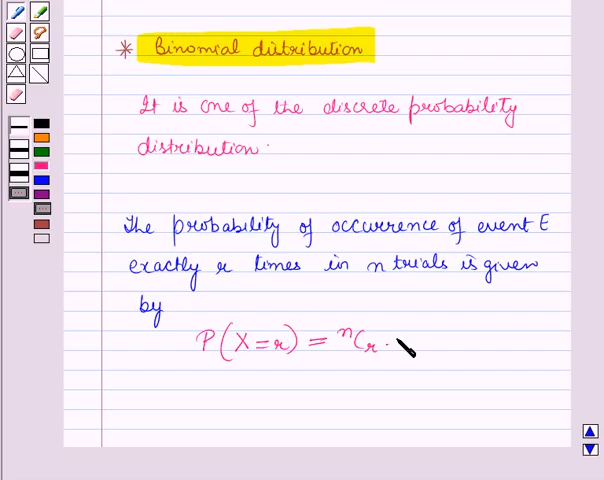 * Binomial distribution
It is one of the discrete probability
distribution.
The probability of occurrence of event E
exactly r times in n trials is given
by
P(X=r) = ⁿCᵣ .